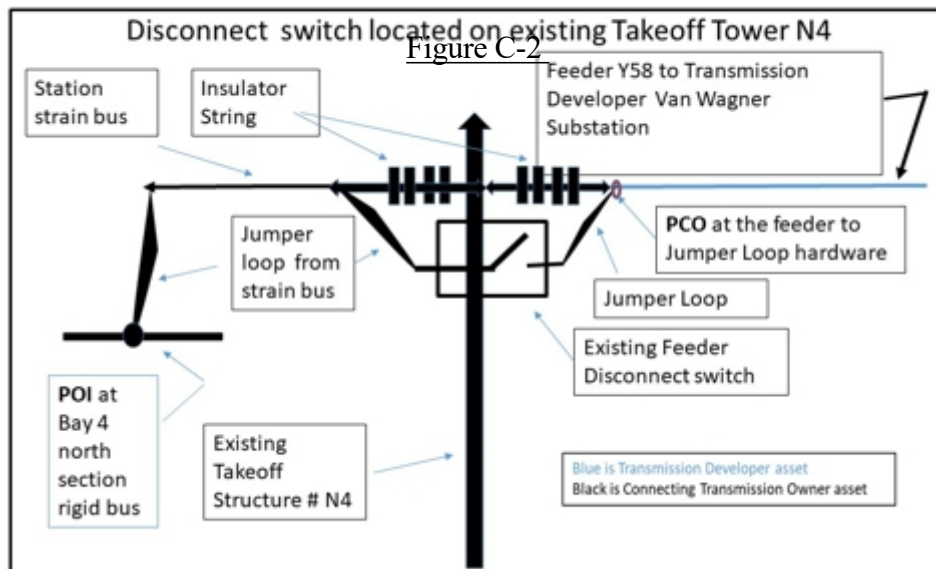 Disconnect switch located on existing Takeoff Tower N4
Figure C-2
Station
strain bus
Insulator
String
Feeder Y58 to Transmission
Developer Van Wagner
Substation
Jumper
loop from
strain bus
PCO at the feeder to
Jumper Loop hardware
Jumper Loop
Existing Feeder
Disconnect switch
POI at
Bay 4
north
section
rigid bus
Existing
Takeoff
Structure # N4
Blue is Transmission Developer asset
Black is Connecting Transmission Owner asset